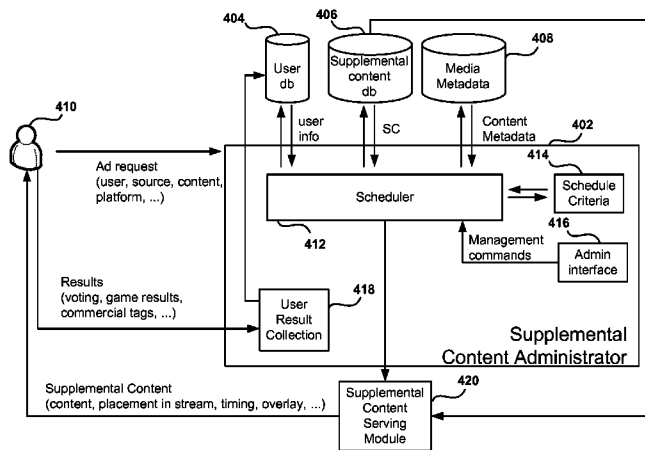 404
406
408
User
db
Supplemental
content
db
Media
Metadata
410
user
info
SC
Content
Metadata
402
Ad request
(user, source, content,
platform, ...)
414
Scheduler
Schedule
Criteria
412
416
Management
commands
Admin
interface
Results
(voting, game results,
commercial tags, ...)
User
Result
Collection
418
Supplemental
Content Administrator
Supplemental Content
(content, placement in stream, timing, overlay, ...)
Supplemental
Content
Serving
Module
420